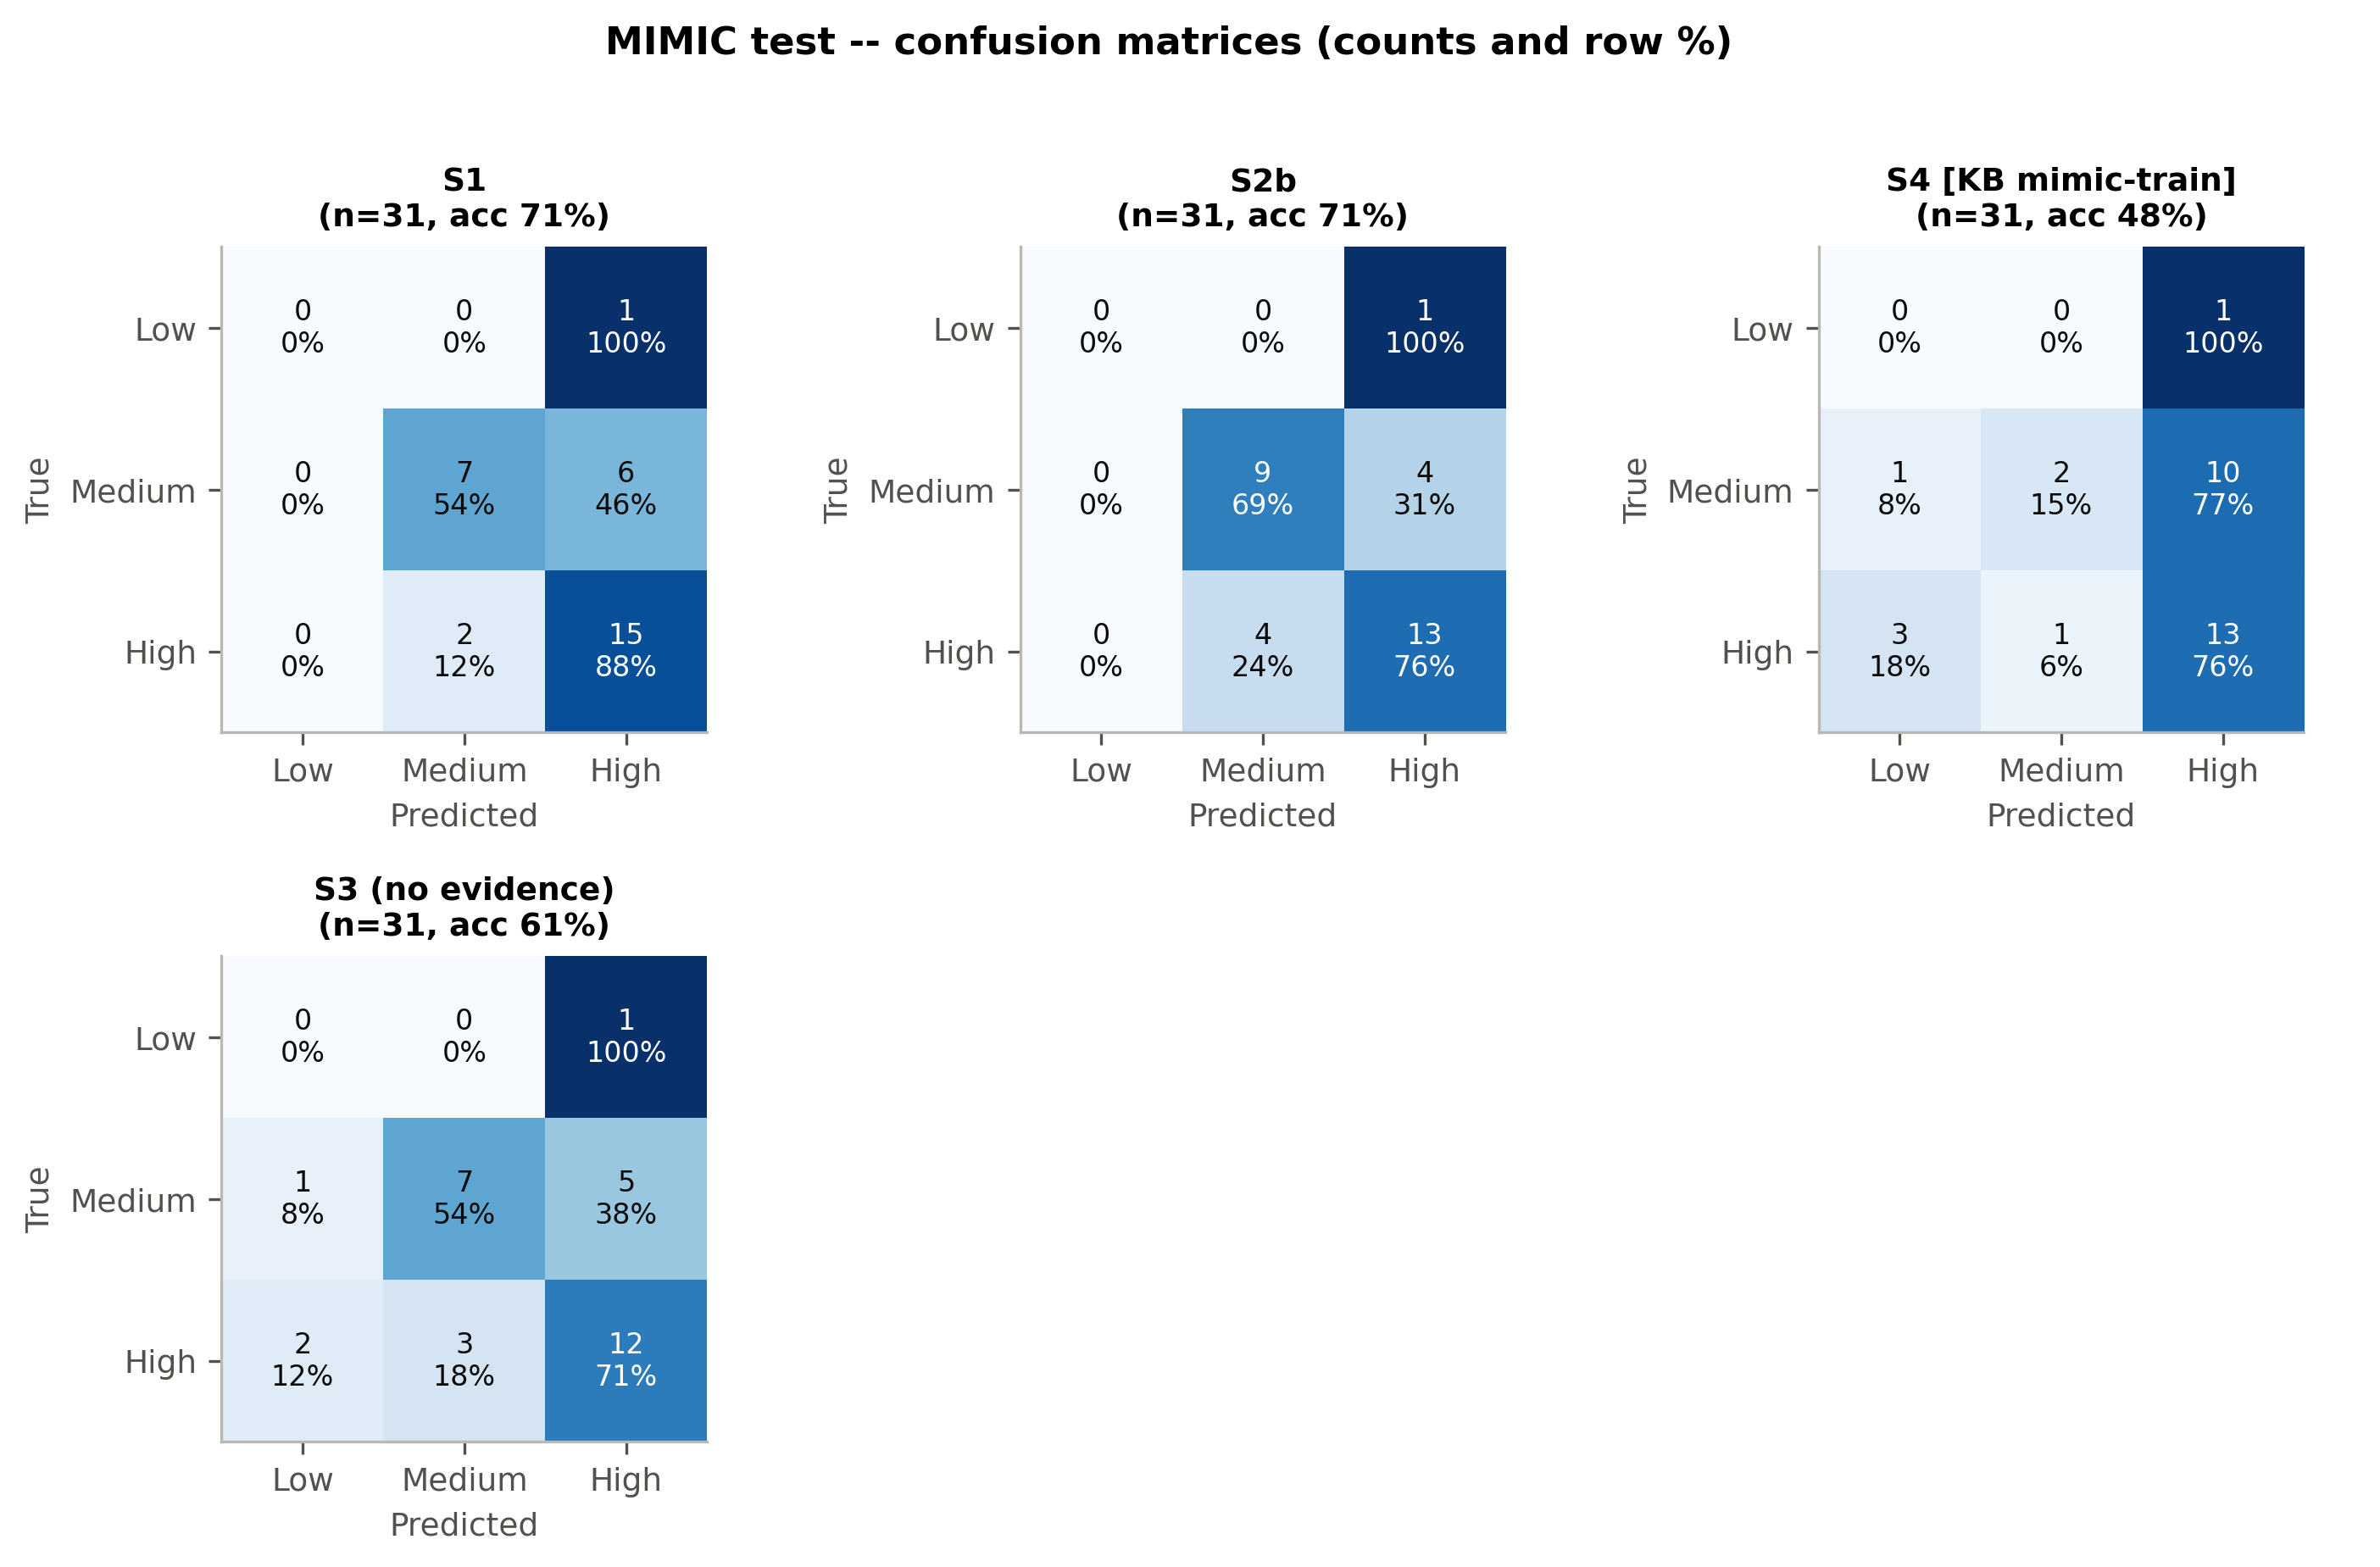 MIMIC test -- confusion matrices (counts and row %)
S1
(n=31, acc 71%)
True
Low
Medium
High
0
0%
0
0%
1
100%
0
0%
7
54%
6
46%
0
0%
2
12%
15
88%
Low Medium High
Predicted
S2b
(n=31, acc 71%)
True
Low
Medium
High
0
0%
0
0%
1
100%
0
0%
9
69%
4
31%
0
0%
4
24%
13
76%
Low Medium High
Predicted
S4 [KB mimic-train]
(n=31, acc 48%)
True
Low
Medium
High
0
0%
0
0%
1
100%
1
8%
2
15%
10
77%
3
18%
1
6%
13
76%
Low Medium High
Predicted
S3 (no evidence)
(n=31, acc 61%)
True
Low
Medium
High
0
0%
0
0%
1
100%
1
8%
7
54%
5
38%
2
12%
3
18%
12
71%
Low Medium High
Predicted